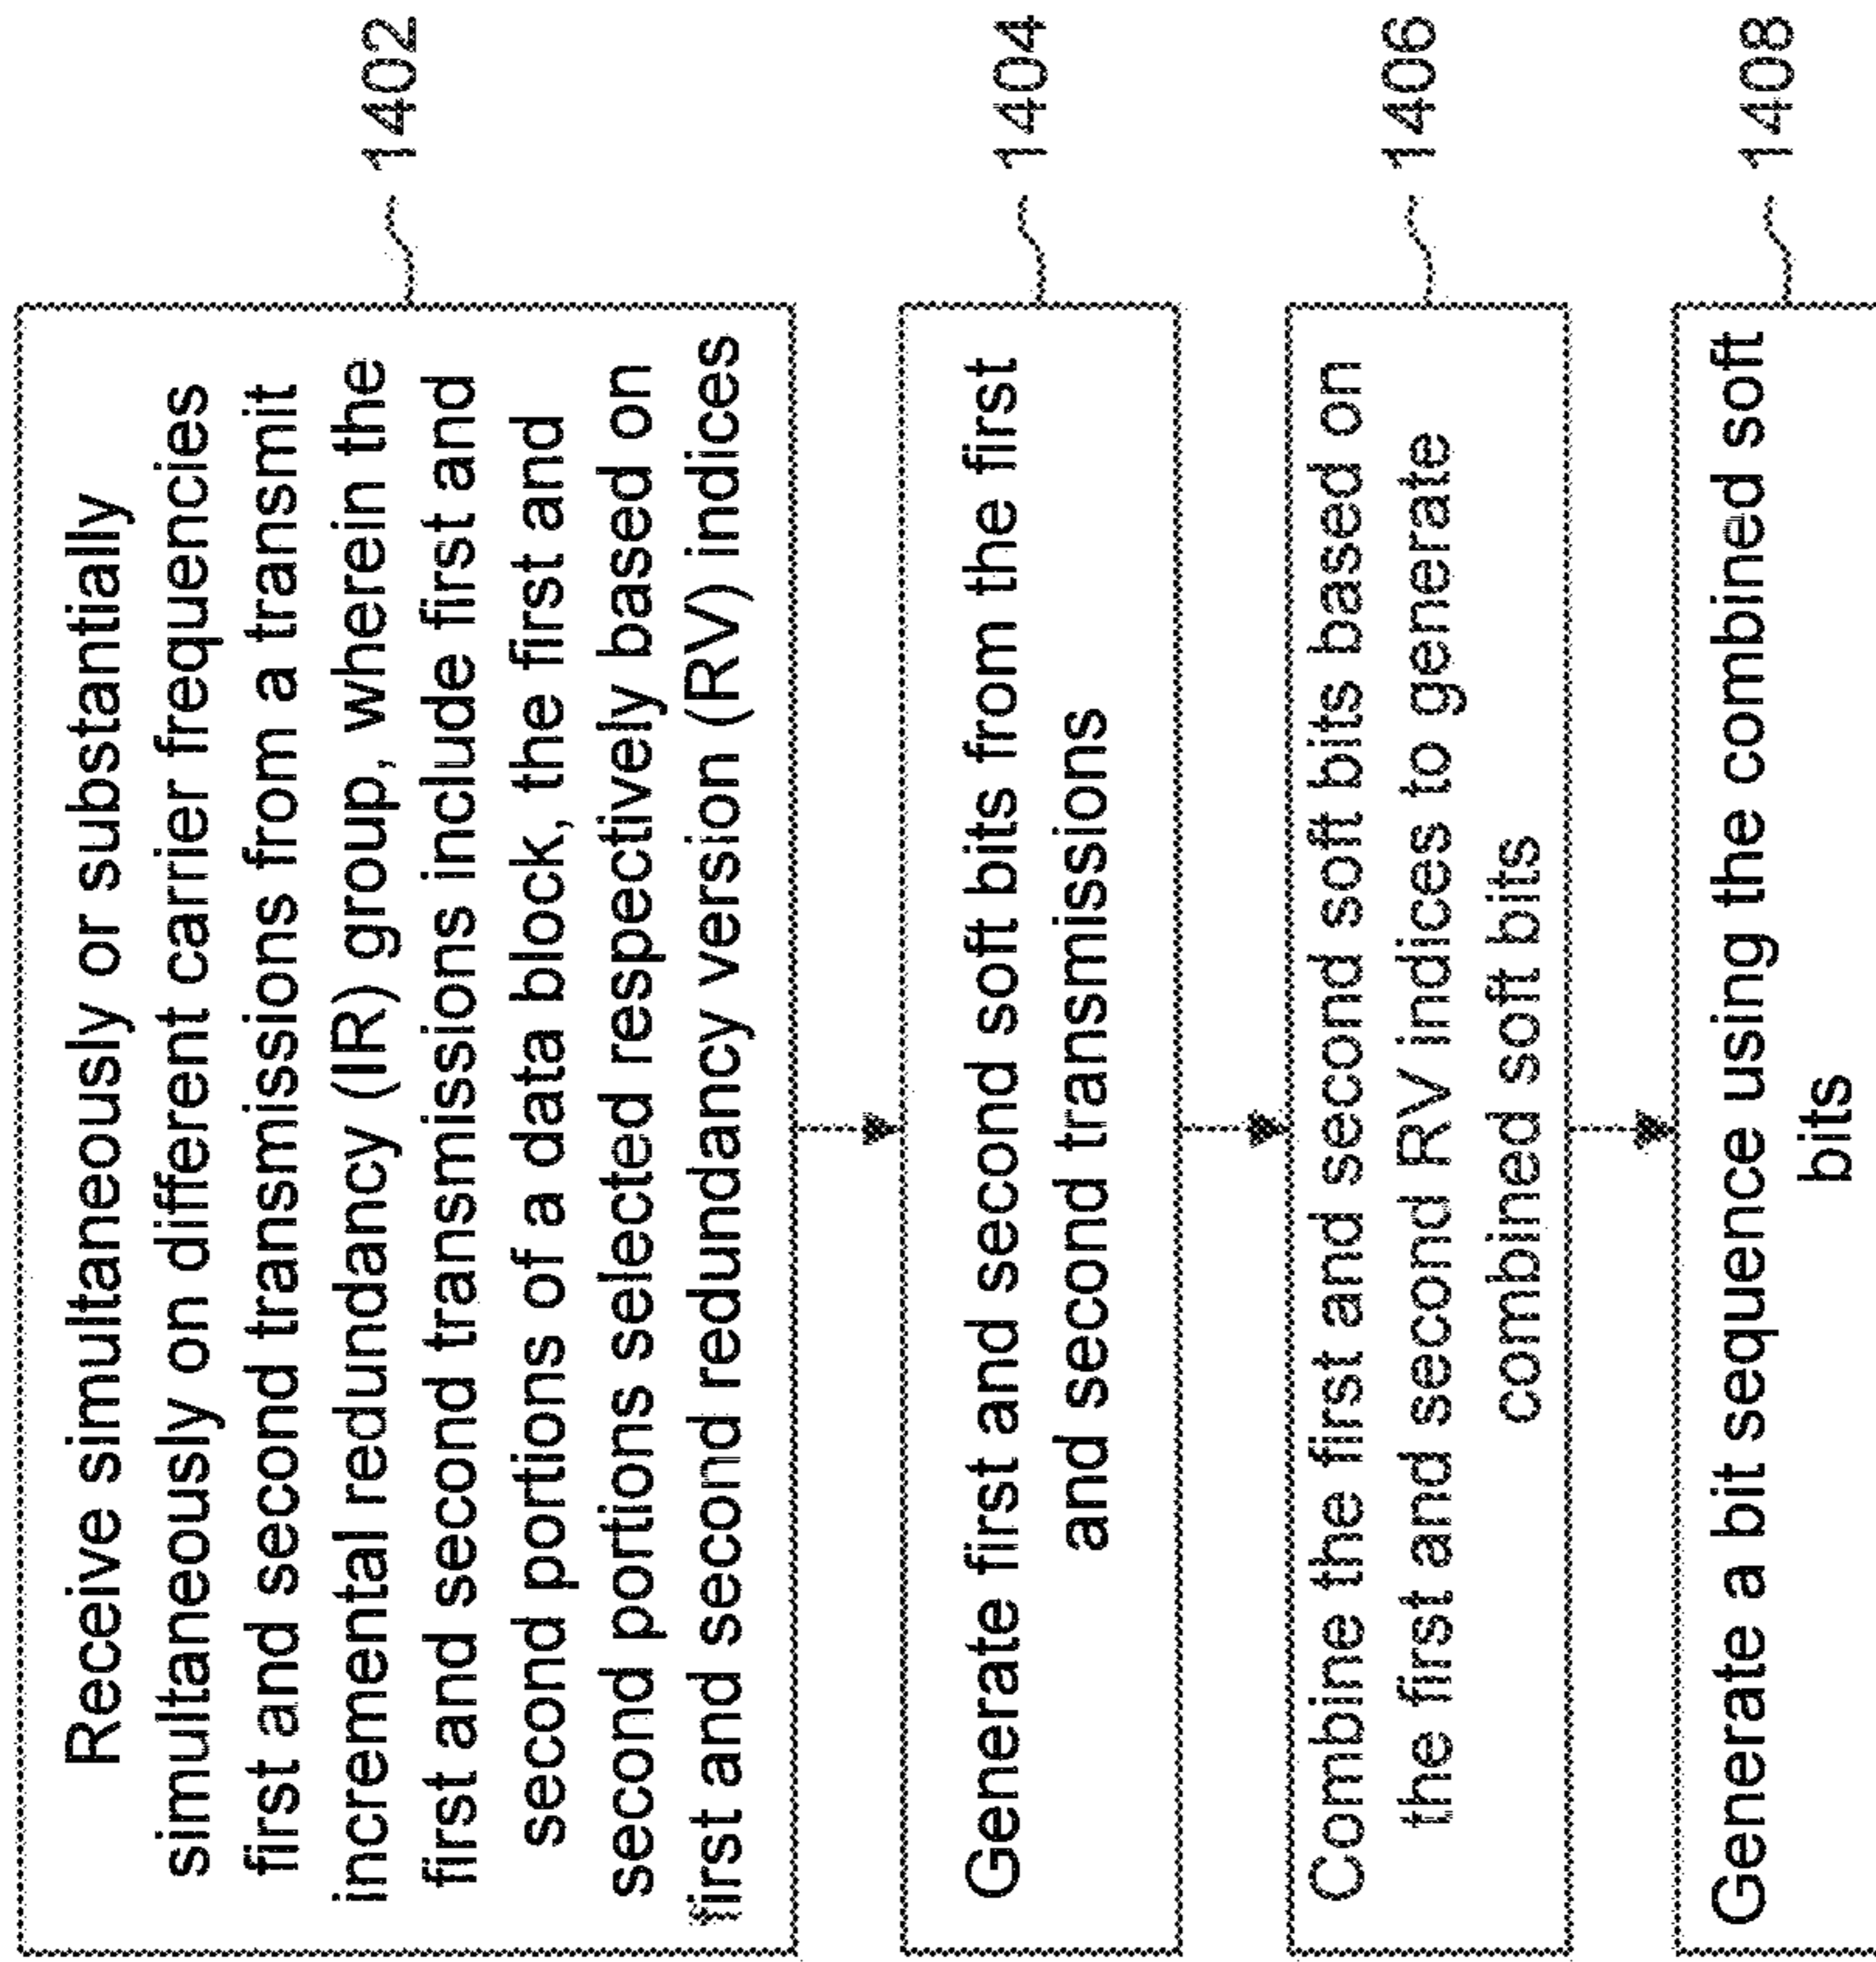 Receive simultaneously or substantially
simultaneously on different carrier frequencies
first and second transmissions from a transmit
incremental redundancy (IR) group, wherein the
first and second transmissions include first and
second portions of a data block, the first and
second portions selected respectively based on
first and second redundancy version (RV) indices
1402
Generate first and second soft bits from the first
and second transmissions
1404
Combine the first and second soft bits based on
the first and second RV indices to generate
combined soft bits
1406
Generate a bit sequence using the combined soft
bits
1408